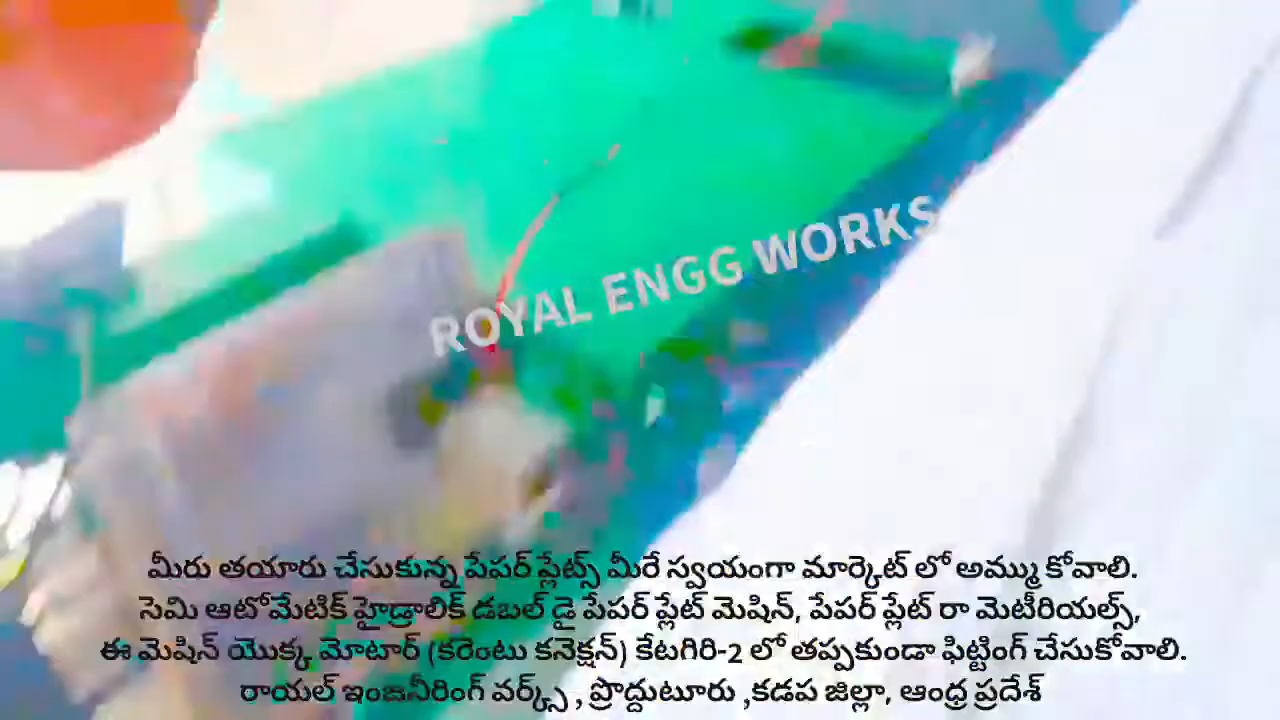 ROYAL ENGG WORKS
మీరు తయారు చేసుకున్న పేపర్ ప్లేట్స్ మీరే స్వయంగా మార్కెట్ లో అమ్ము కోవాలి.
సెమి ఆటోమేటిక్ హైడ్రాలిక్ డబల్ డై పేపర్ ప్లేట్ మెషిన్, పేపర్ ప్లేట్ రా మెటీరియల్స్,
ఈ మెషిన్ యొక్క మోటార్ (కరెంటు కనెక్షన్) కేటగిరి-2 లో తప్పకుండా ఫిట్టింగ్ చేసుకోవాలి.
రాయల్ ఇంజనీరింగ్ వర్క్స్ , ప్రొద్దుటూరు ,కడప జిల్లా, ఆంధ్ర ప్రదేశ్